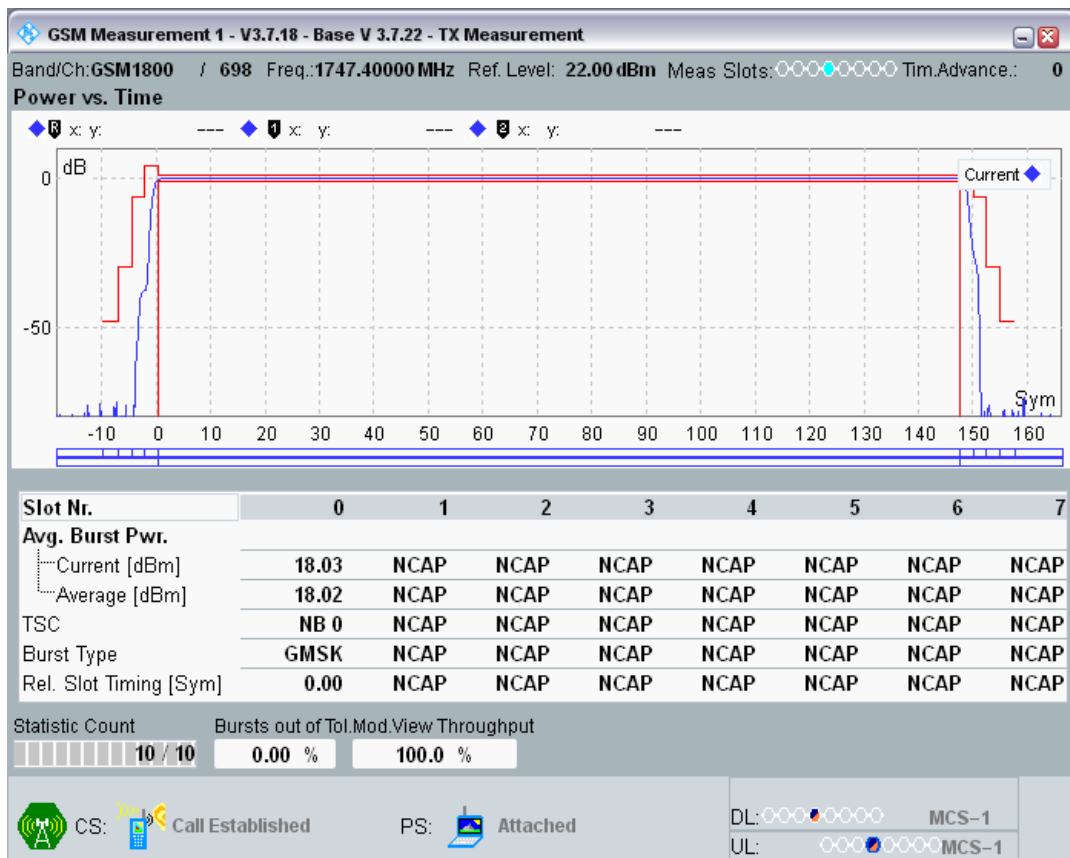 GSM Measurement 1 - V3.7.18 - Base V 3.7.22 - TX Measurement
Band/Ch:GSM1800 / 698 Freq.:1747.40000 MHz Ref. Level: 22.00 dBm Meas Slots: Tim.Advance.: 0
Power vs. Time
R x: y: --- 1 x: y: --- 2 x: y: ---
dB
Current
0
-50
Sym
-10 0 10 20 30 40 50 60 70 80 90 100 110 120 130 140 150 160
Slot Nr. 0 1 2 3 4 5 6 7
Avg. Burst Pwr.
Current [dBm] 18.03 NCAP NCAP NCAP NCAP NCAP NCAP NCAP
Average [dBm] 18.02 NCAP NCAP NCAP NCAP NCAP NCAP NCAP
TSC NB 0 NCAP NCAP NCAP NCAP NCAP NCAP NCAP
Burst Type GMSK NCAP NCAP NCAP NCAP NCAP NCAP NCAP
Rel. Slot Timing [Sym] 0.00 NCAP NCAP NCAP NCAP NCAP NCAP NCAP
Statistic Count Bursts out of Tol.Mod.View Throughput
10 / 10 0.00 % 100.0 %
CS: Call Established PS: Attached
DL: MCS-1
UL: MCS-1